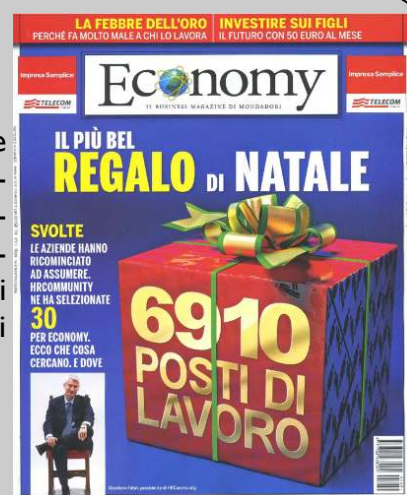 LA FEBBRE DELL'ORO
PERCHÉ FA MOLTO MALE A CHI LO LAVORA
INVESTIRE SUI FIGLI
IL FUTURO CON 50 EURO AL MESE
Impresa Semplice
TELECOM
Economy
IL BUSINESS MAGAZINE DI MONDADORI
Impresa Semplice
TELECOM
IL PIÙ BEL
REGALO DI NATALE
SVOLTE
LE AZIENDE HANNO
RICOMINCIATO
AD ASSUMERE.
HRCOMMUNITY
NE HA SELEZIONATE
30
PER ECONOMY.
ECCO CHE COSA
CERCANO. E DOVE
6910
POSTI DI
LAVORO